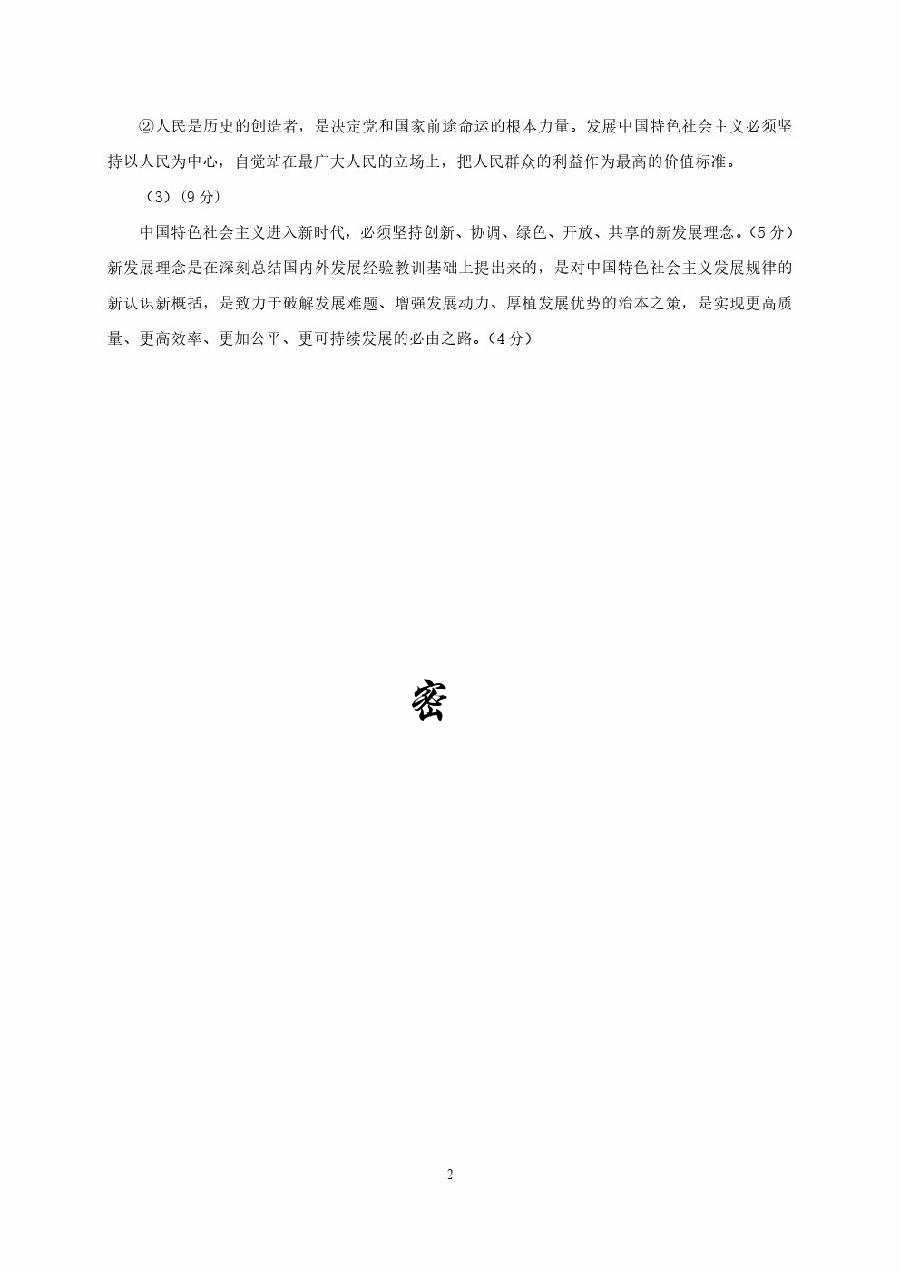 ②人民是历史的创造者，是决定党和国家前途命运的根本力量。发展中国特色社会主义必须坚
持以人民为中心，自觉站在最广大人民的立场上，把人民群众的利益作为最高的价值标准。
（3）(9 分)
中国特色社会主义进入新时代，必须坚持创新、协调、绿色、开放、共享的新发展理念。（5 分）
新发展理念是在深刻总结国内外发展经验教训基础上提出来的，是对中国特色社会主义发展规律的
新认识新概括，是致力于破解发展难题、增强发展动力、厚植发展优势的治本之策，是实现更高质
量、更高效率、更加公平、更可持续发展的必由之路。（4 分）
密
2